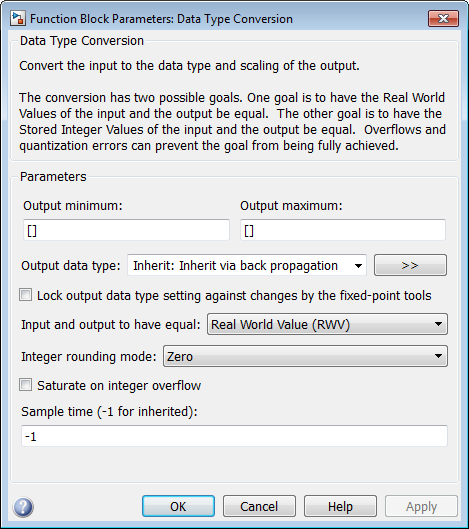 Function Block Parameters: Data Type Conversion
Data Type Conversion
Convert the input to the data type and scaling of the output.
The conversion has two possible goals. One goal is to have the Real World
Values of the input and the output be equal.  The other goal is to have the
Stored Integer Values of the input and the output be equal.  Overflows and
quantization errors can prevent the goal from being fully achieved.
Parameters
Output minimum: Output maximum:
[] []
Output data type: Inherit: Inherit via back propagation >>
Lock output data type setting against changes by the fixed-point tools
Input and output to have equal: Real World Value (RWV)
Integer rounding mode: Zero
Saturate on integer overflow
Sample time (-1 for inherited):
-1
? OK Cancel Help Apply